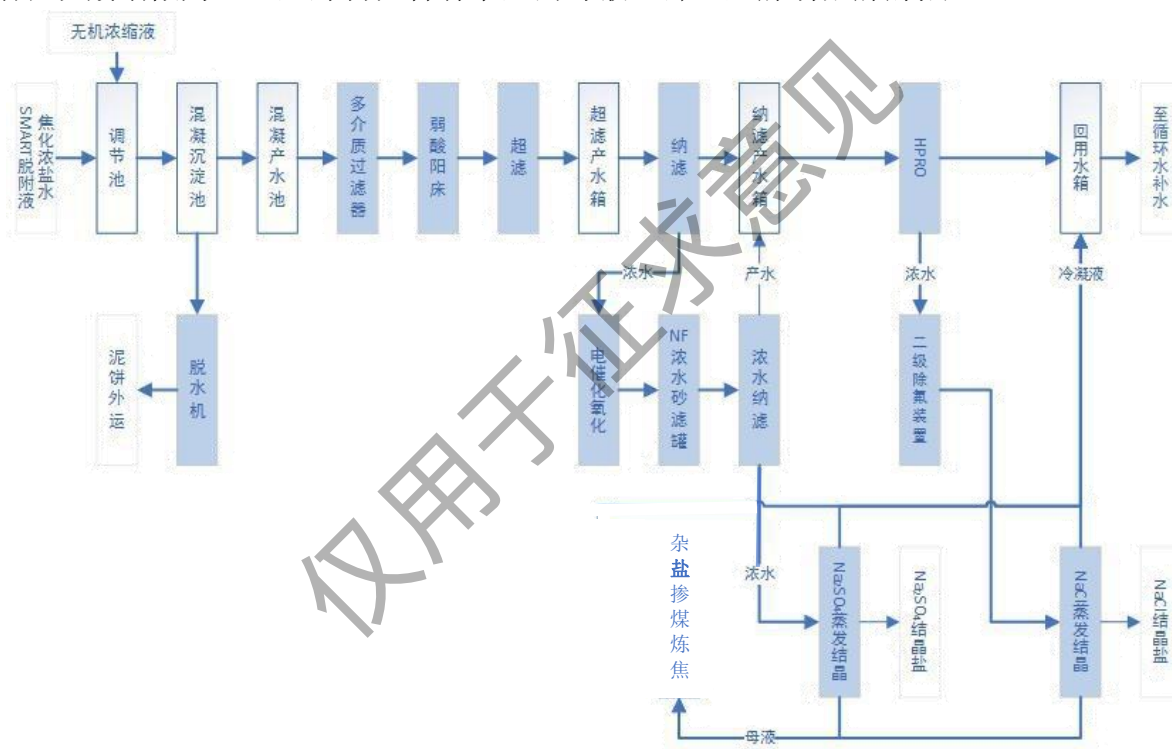 无机浓缩液
焦化浓盐水
SMART脱附液
调节池
混凝沉淀池
混凝产水池
多介质过滤器
弱酸阳床
超滤
超滤产水箱
纳滤
纳滤产水箱
HPRO
回用水箱
至循环水补水
浓水
产水
浓水
冷凝液
泥饼外运
脱水机
电催化氧化
NF浓水砂滤罐
浓水纳滤
二级除氟装置
杂盐掺煤炼焦
浓水
Na₂SO₄蒸发结晶
Na₂SO₄结晶盐
NaCl蒸发结晶
NaCl结晶盐
母液
仅用于征求意见